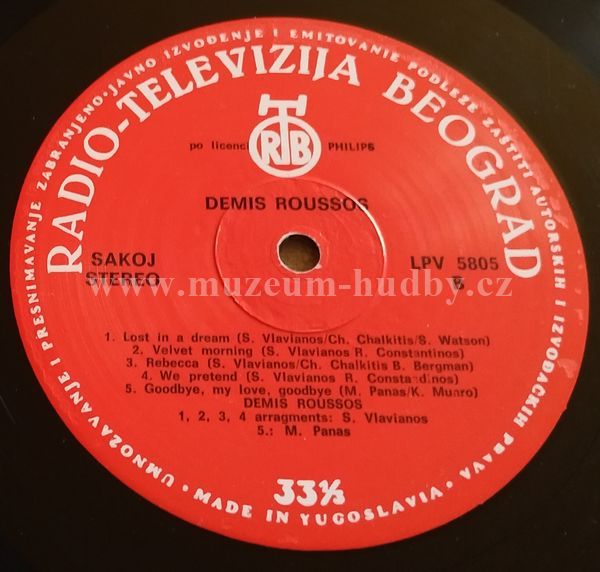 UMNOŽAVANJE I PRESNIMAVANJE ZABRANJENO · JAVNO IZVOĐENJE I EMITOVANJE PODLEŽE ZAŠTITI AUTORSKIH I IZVOĐAČKIH PRAVA ·
RADIO-TELEVIZIJA BEOGRAD
RTB
po licenci PHILIPS
DEMIS ROUSSOS
SAKOJ
STEREO
LPV 5805
B
www.muzeum-hudby.cz
1. Lost in a dream (S. Vlavianos/Ch. Chalkitis/S. Watson)
2. Velvet morning (S. Vlavianos R. Constantinos)
3. Rebecca (S. Vlavianos/Ch. Chalkitis B. Bergman)
4. We pretend (S. Vlavianos R. Constandinos)
5. Goodbye, my love, goodbye (M. Panas/K. Munro)
DEMIS ROUSSOS
1, 2, 3, 4 arragments: S. Vlavianos
5.: M. Panas
33⅓
· MADE IN YUGOSLAVIA ·